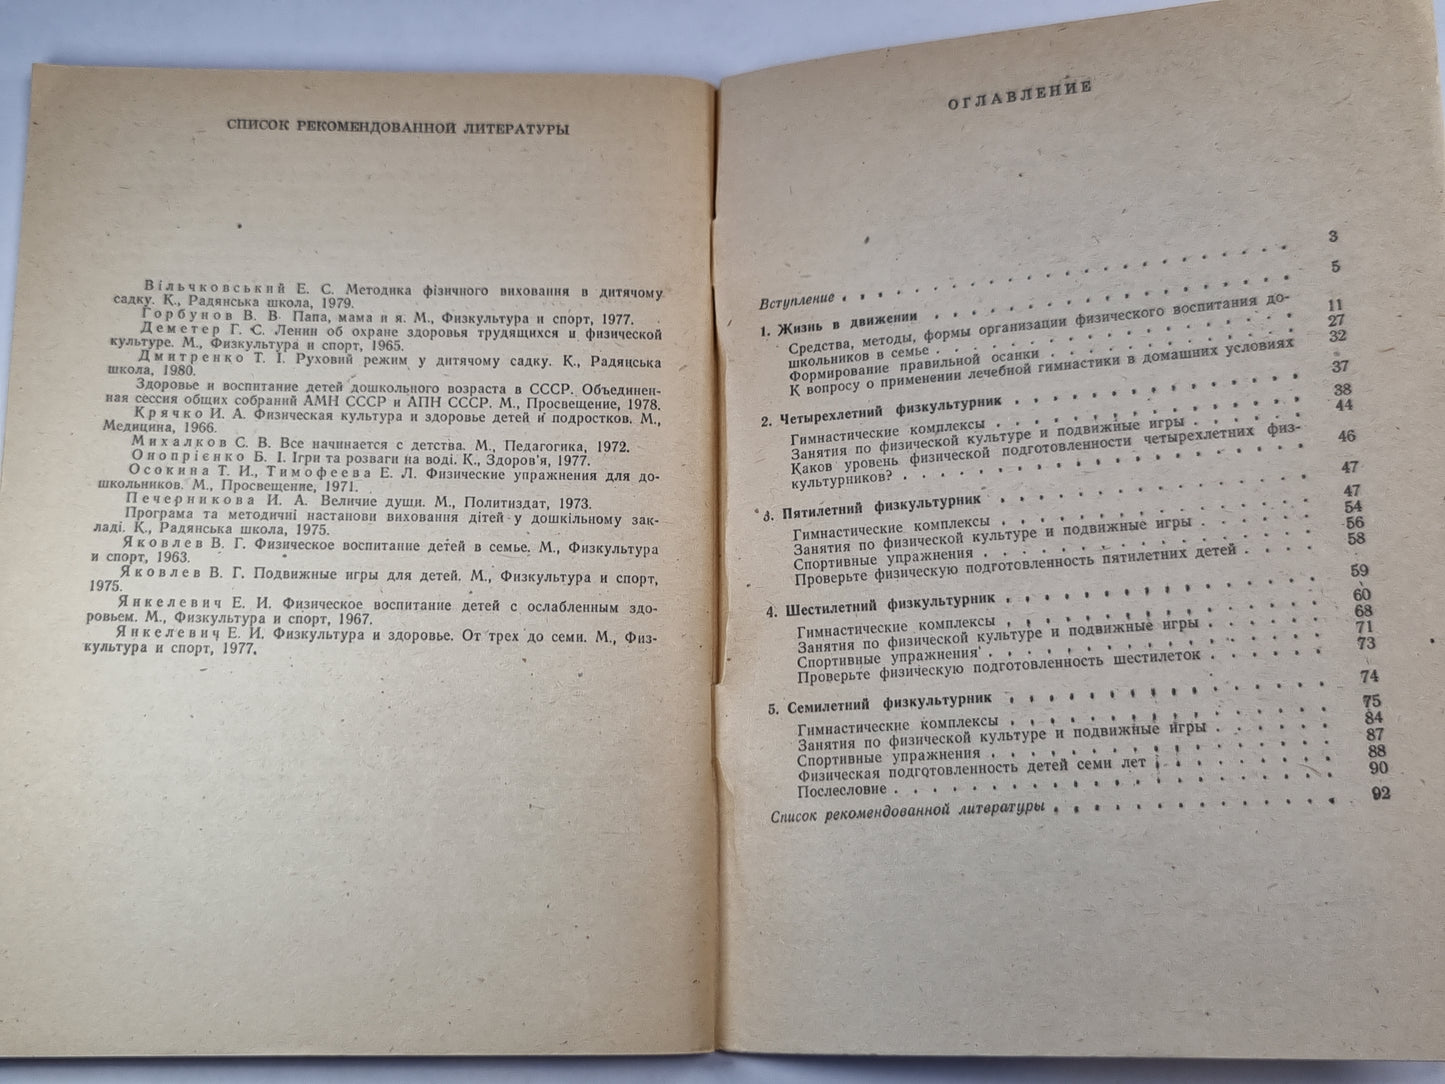 СПИСОК РЕКОМЕНДОВАННОЙ ЛИТЕРАТУРЫ
Вільчковський Е. С. Методика фізичного виховання в дитячому
садку. К., Радянська школа, 1979.
Горбунов В. В. Папа, мама и я. М., Физкультура и спорт, 1977.
Деметер Г. С. Ленин об охране здоровья трудящихся и физической
культуре. М., Физкультура и спорт, 1965.
Дмитренко Т. І. Руховий режим у дитячому садку. К., Радянська
школа, 1980.
Здоровье и воспитание детей дошкольного возраста в СССР. Объединен-
ная сессия общих собраний АМН СССР и АПН СССР. М., Просвещение, 1978.
Крячко И. А. Физическая культура и здоровье детей и подростков. М.,
Медицина, 1966.
Михалков С. В. Все начинается с детства. М., Педагогика, 1972.
Онопрієнко Б. І. Ігри та розваги на воді. К., Здоров'я, 1977.
Осокина Т. И., Тимофеева Е. Л. Физические упражнения для до-
школьников. М., Просвещение, 1971.
Печерникова И. А. Величие души. М., Политиздат, 1973.
Програма та методичні настанови виховання дітей у дошкільному зак-
ладі. К., Радянська школа, 1975.
Яковлев В. Г. Физическое воспитание детей в семье. М., Физкультура
и спорт, 1963.
Яковлев В. Г. Подвижные игры для детей. М., Физкультура и спорт,
1975.
Янкелевич Е. И. Физическое воспитание детей с ослабленным здо-
ровьем. М., Физкультура и спорт, 1967.
Янкелевич Е. И. Физкультура и здоровье. От трех до семи. М., Физ-
культура и спорт, 1977.
ОГЛАВЛЕНИЕ
Вступление . . . 3
1. Жизнь в движении . . . 5
Средства, методы, формы организации физического воспитания до-
школьников в семье . . . 11
Формирование правильной осанки . . . 27
К вопросу о применении лечебной гимнастики в домашних условиях 32
2. Четырехлетний физкультурник . . . 37
Гимнастические комплексы . . . 38
Занятия по физической культуре и подвижные игры . . . 44
Каков уровень физической подготовленности четырехлетних физ-
культурников? . . . 46
3. Пятилетний физкультурник . . . 47
Гимнастические комплексы . . . 47
Занятия по физической культуре и подвижные игры . . . 54
Спортивные упражнения . . . 56
Проверьте физическую подготовленность пятилетних детей . . . 58
4. Шестилетний физкультурник . . . 59
Гимнастические комплексы . . . 60
Занятия по физической культуре и подвижные игры . . . 68
Спортивные упражнения . . . 71
Проверьте физическую подготовленность шестилеток . . . 73
5. Семилетний физкультурник . . . 74
Гимнастические комплексы . . . 75
Занятия по физической культуре и подвижные игры . . . 84
Спортивные упражнения . . . 87
Физическая подготовленность детей семи лет . . . 88
Послесловие . . . 90
Список рекомендованной литературы . . . 92